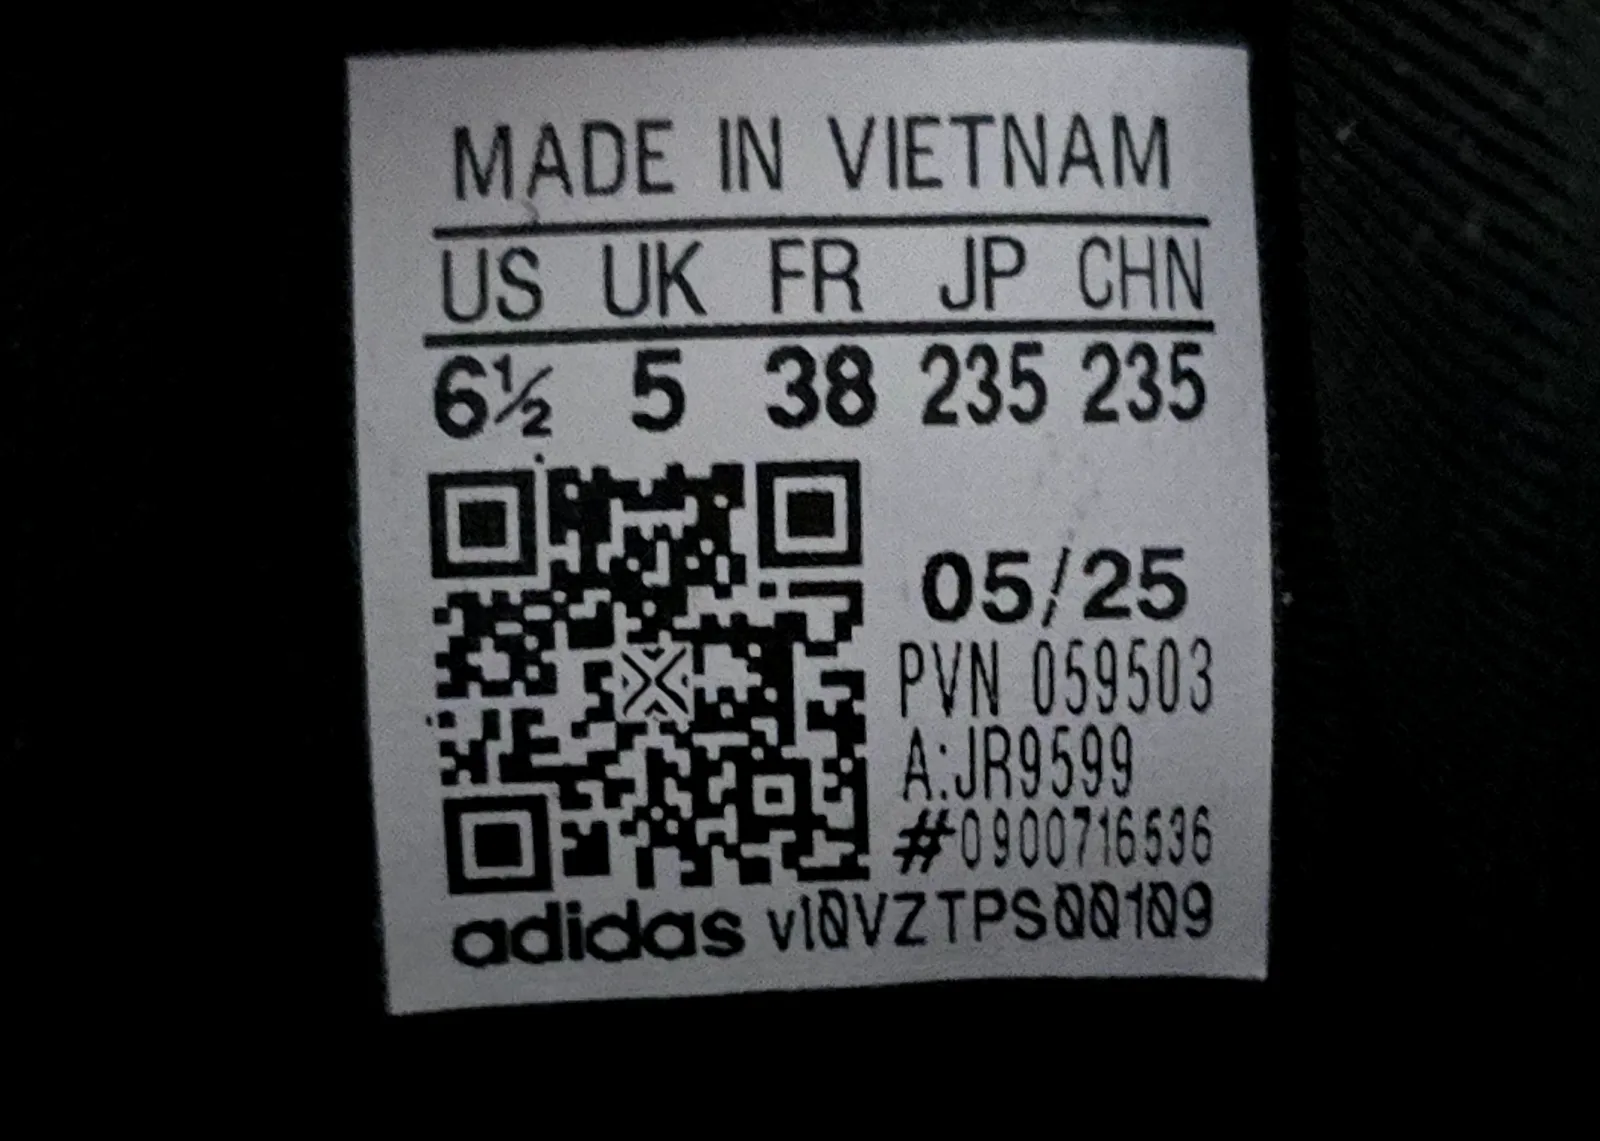 MADE IN VIETNAM
US UK FR JP CHN
6½ 5 38 235 235
05/25
PVN 059503
A:JR9599
#0900716536
adidas v10VZTPS00109